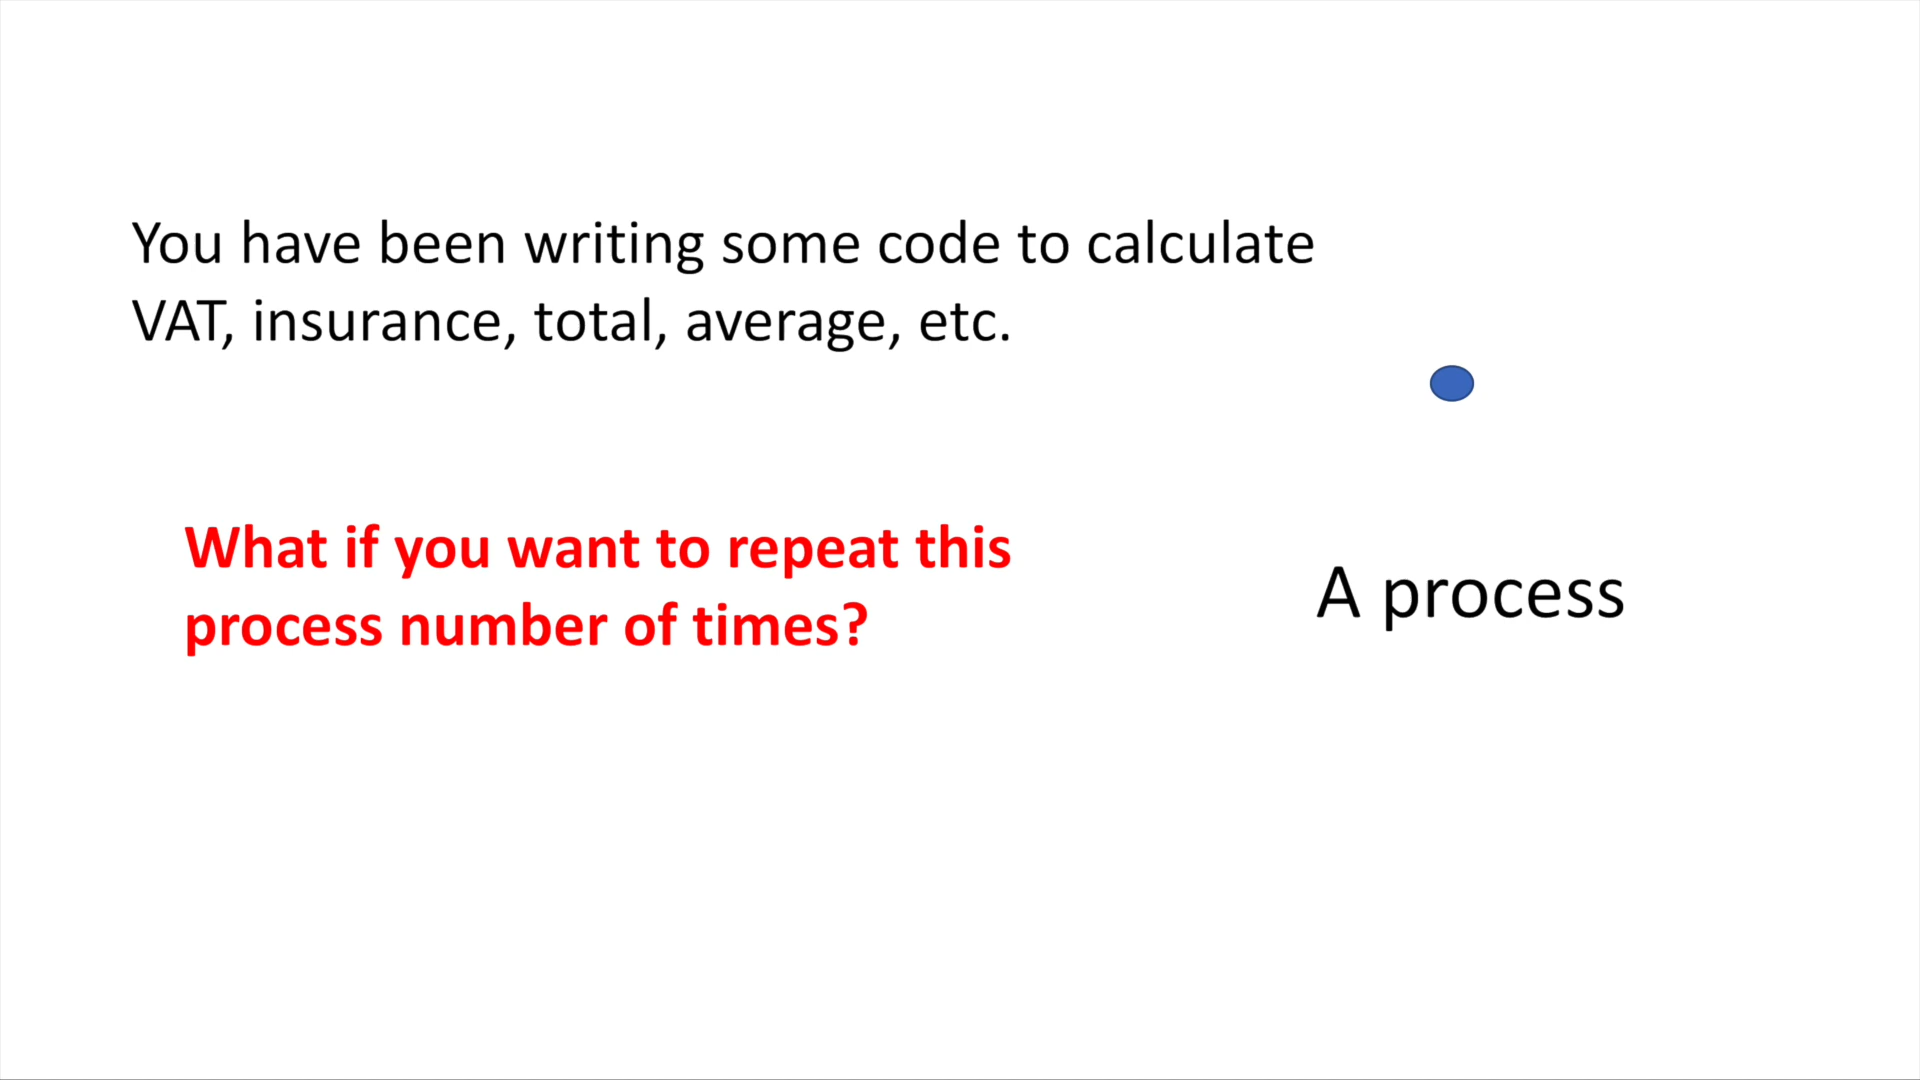 You have been writing some code to calculate
VAT, insurance, total, average, etc.
What if you want to repeat this
process number of times?
A process